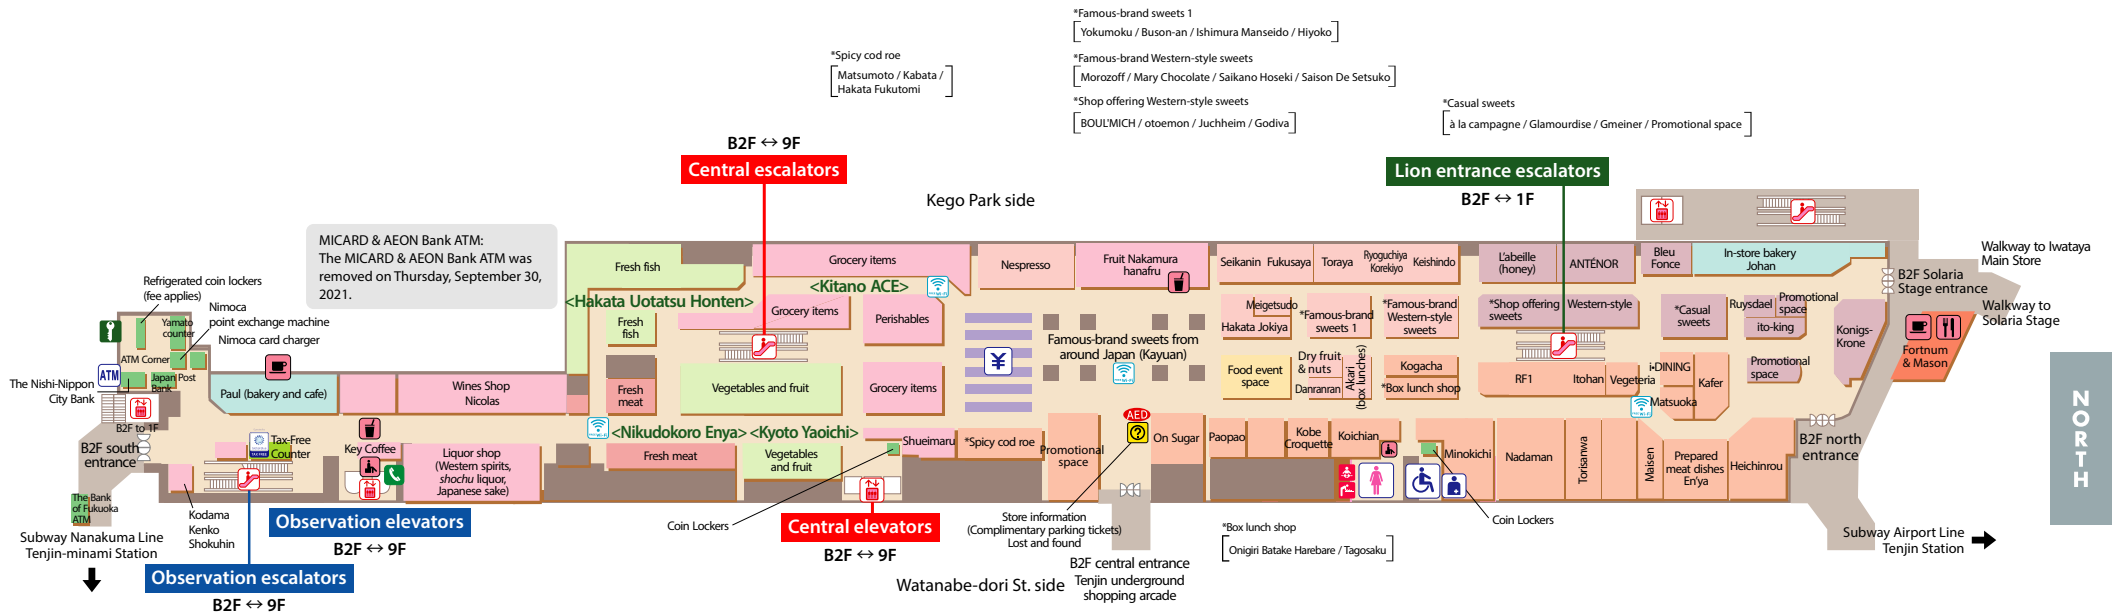 *Famous-brand sweets 1
Yokumoku / Buson-an / Ishimura Manseido / Hiyoko
*Spicy cod roe
Matsumoto / Kabata /
Hakata Fukutomi
*Famous-brand Western-style sweets
Morozoff / Mary Chocolate / Saikano Hoseki / Saison De Setsuko
*Shop offering Western-style sweets
BOUL'MICH / otoemon / Juchheim / Godiva
*Casual sweets
à la campagne / Glamourdise / Gmeiner / Promotional space
B2F ↔ 9F
Central escalators
Lion entrance escalators
B2F ↔ 1F
Kego Park side
MICARD & AEON Bank ATM:
The MICARD & AEON Bank ATM was
removed on Thursday, September 30,
2021.
Refrigerated coin lockers
(fee applies)
Nimoca
point exchange machine
Nimoca card charger
Yamato
counter
ATM Corner
ATM
Japan Post
Bank
The Nishi-Nippon
City Bank
B2F to 1F
B2F south
entrance
The Bank
of Fukuoka
ATM
Subway Nanakuma Line
Tenjin-minami Station
Paul (bakery and cafe)
Wines Shop
Nicolas
Tax-Free
Counter
TAX FREE
Key Coffee
Liquor shop
(Western spirits,
shochu liquor,
Japanese sake)
Kodama
Kenko
Shokuhin
Observation elevators
B2F ↔ 9F
Observation escalators
B2F ↔ 9F
Fresh fish
<Hakata Uotatsu Honten>
Fresh
fish
Fresh
meat
<Nikudokoro Enya>
Fresh meat
Grocery items
<Kitano ACE>
Grocery items
Perishables
Vegetables and fruit
Grocery items
<Kyoto Yaoichi>
Vegetables
and fruit
Shueimaru
*Spicy cod roe
Coin Lockers
Central elevators
B2F ↔ 9F
Nespresso
Fruit Nakamura
hanafru
Famous-brand sweets from
around Japan (Kayuan)
¥
Promotional
space
AED
?
On Sugar
Store information
(Complimentary parking tickets)
Lost and found
B2F central entrance
Tenjin underground
shopping arcade
Watanabe-dori St. side
Seikanin
Fukusaya
Toraya
Ryoguchiya
Korekiyo
Keishindo
Meigetsudo
Hakata Jokiya
*Famous-brand
sweets 1
*Famous-brand
Western-style
sweets
Food event
space
Dry fruit
& nuts
Danranran
Akari
(box lunches)
Kogacha
*Box lunch shop
Paopao
Kobe
Croquette
Koichian
Minokichi
Coin Lockers
*Box lunch shop
Onigiri Batake Harebare / Tagosaku
L'abeille
(honey)
ANTÉNOR
Bleu
Fonce
In-store bakery
Johan
*Shop offering Western-style
sweets
*Casual
sweets
Ruysdael
Promotional
space
ito-king
Konigs-
Krone
RF1
Itohan
Vegeteria
i-DINING
Matsuoka
Kafer
Promotional
space
Nadaman
Torisanwa
Maisen
Prepared
meat dishes
En'ya
Heichinrou
B2F Solaria
Stage entrance
Walkway to Iwataya
Main Store
Walkway to
Solaria Stage
Fortnum
& Mason
B2F north
entrance
Subway Airport Line
Tenjin Station
NORTH